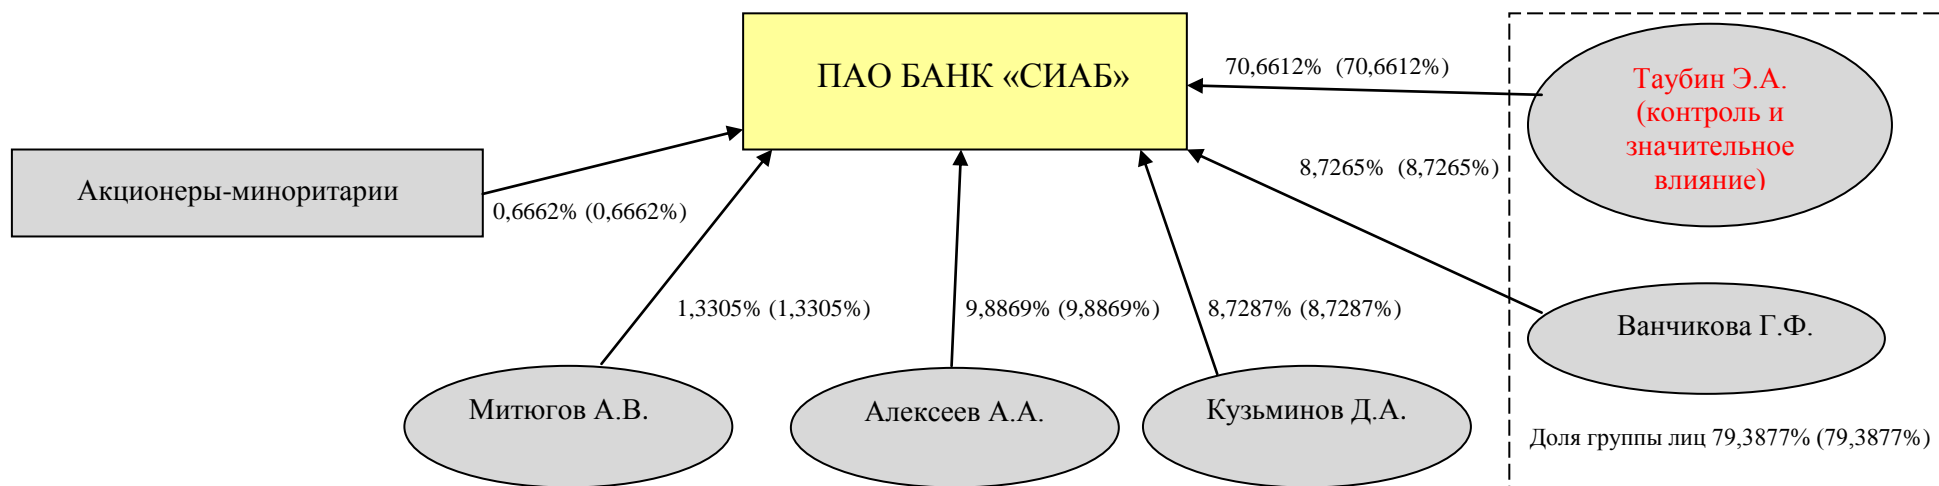 ПАО БАНК «СИАБ»
70,6612% (70,6612%)
Таубин Э.А.
(контроль и
значительное
влияние)
8,7265% (8,7265%)
Акционеры-миноритарии
0,6662% (0,6662%)
1,3305% (1,3305%)
9,8869% (9,8869%)
8,7287% (8,7287%)
Ванчикова Г.Ф.
Митюгов А.В.
Алексеев А.А.
Кузьминов Д.А.
Доля группы лиц 79,3877% (79,3877%)